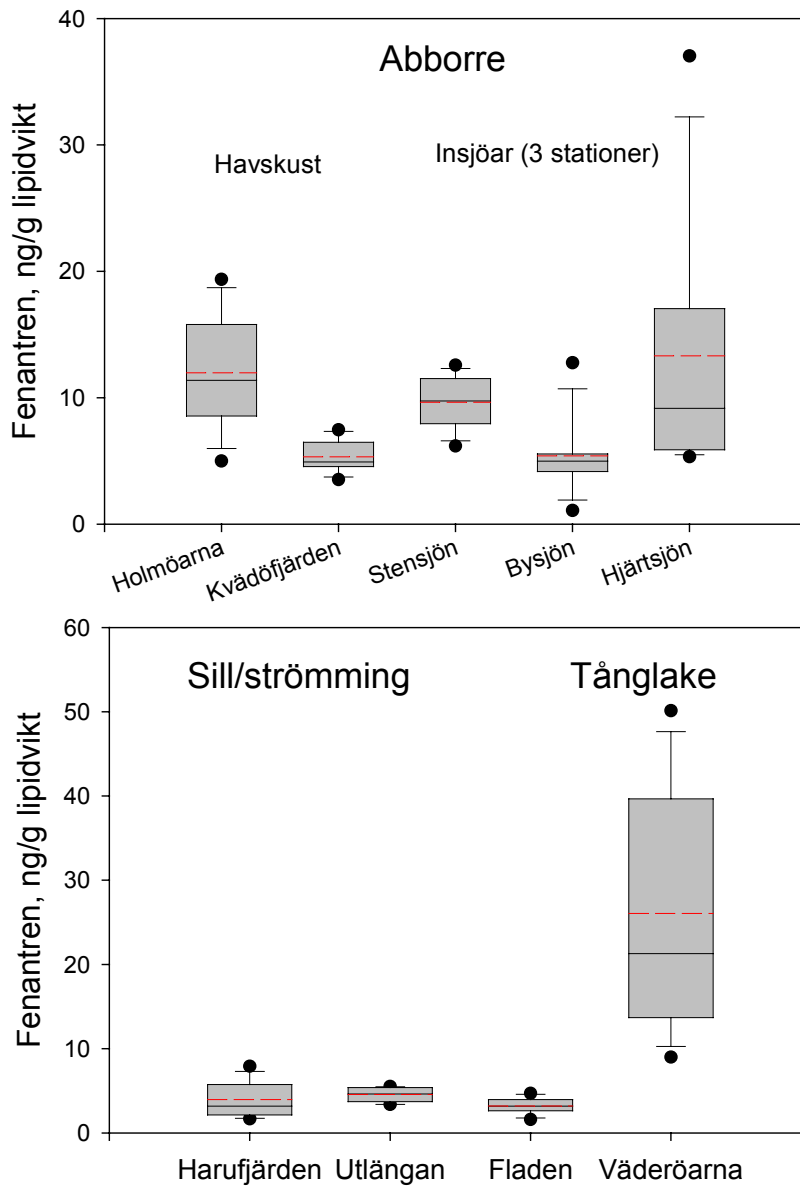 Abborre
Havskust
Insjöar (3 stationer)
Fenantren, ng/g lipidvikt
40
30
20
10
0
Holmöarna
Kvädöfjärden
Stensjön
Bysjön
Hjärtsjön
Sill/strömming
Tånglake
Fenantren, ng/g lipidvikt
60
50
40
30
20
10
0
Harufjärden
Utlängan
Fladen
Väderöarna